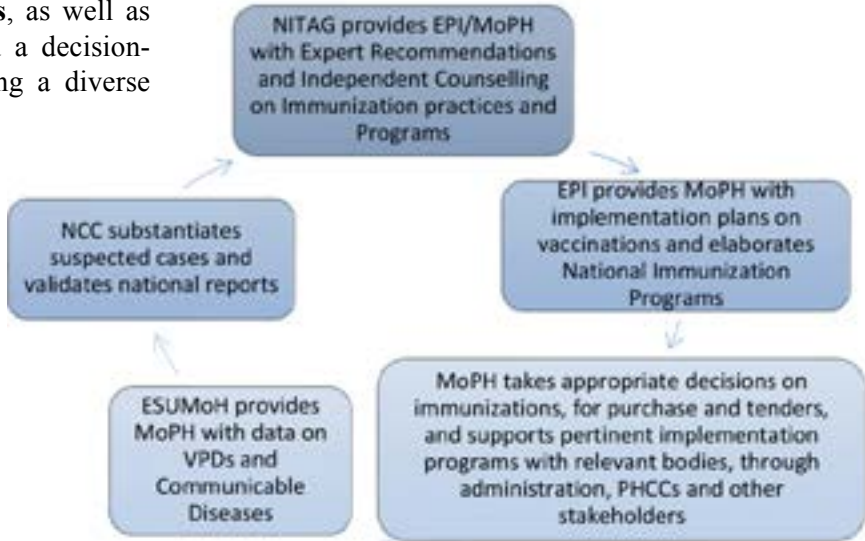 s, as well as
a decision-
ng a diverse
NITAG provides EPI/MoPH
with Expert Recommendations
and Independent Counselling
on Immunization practices and
Programs
EPI provides MoPH with
implementation plans on
vaccinations and elaborates
National Immunization
Programs
NCC substantiates
suspected cases and
validates national reports
MoPH takes appropriate decisions on
immunizations, for purchase and tenders,
and supports pertinent implementation
programs with relevant bodies, through
administration, PHCCs and other
stakeholders
ESUMoH provides
MoPH with data on
VPDs and
Communicable
Diseases